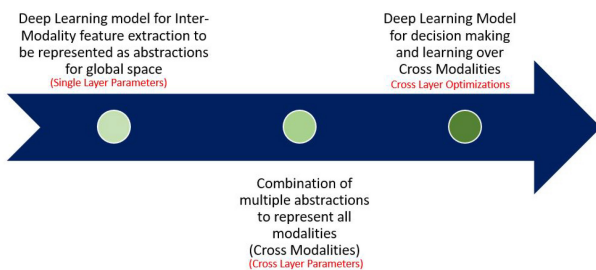 Deep Learning model for Inter-
Modality feature extraction to
be represented as abstractions
for global space
(Single Layer Parameters)
Combination of
multiple abstractions
to represent all
modalities
(Cross Modalities)
(Cross Layer Parameters)
Deep Learning Model
for decision making
and learning over
Cross Modalities
Cross Layer Optimizations